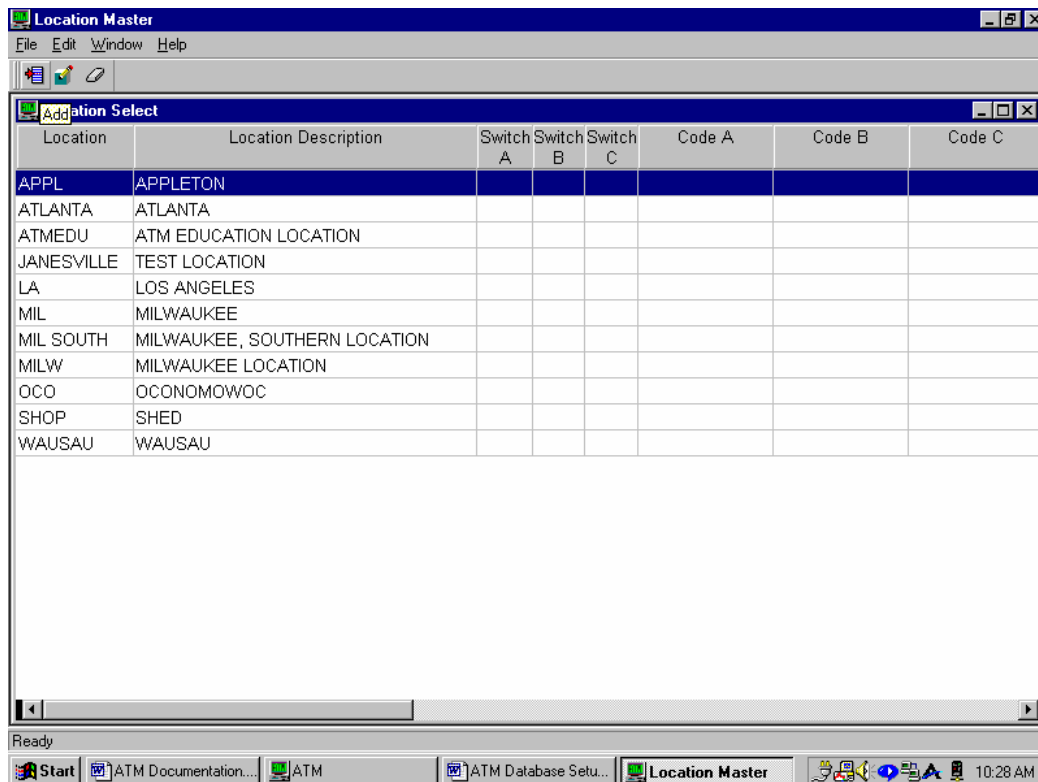 Location Master
File Edit Window Help
Add ation Select
Location Location Description Switch A Switch B Switch C Code A Code B Code C
APPL APPLETON
ATLANTA ATLANTA
ATMEDU ATM EDUCATION LOCATION
JANESVILLE TEST LOCATION
LA LOS ANGELES
MIL MILWAUKEE
MIL SOUTH MILWAUKEE, SOUTHERN LOCATION
MILW MILWAUKEE LOCATION
OCO OCONOMOWOC
SHOP SHED
WAUSAU WAUSAU
Ready
Start ATM Documentation.... ATM ATM Database Setu... Location Master 10:28 AM